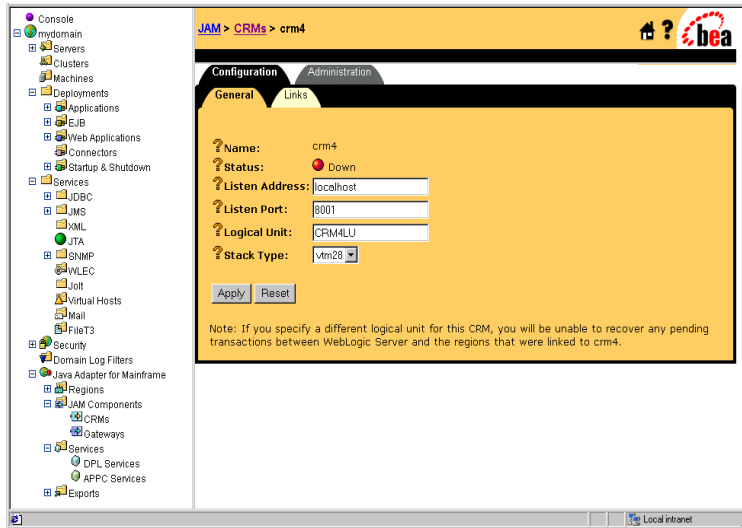 Console
mydomain
Servers
Clusters
Machines
Deployments
Applications
EJB
Web Applications
Connectors
Startup & Shutdown
Services
JDBC
JMS
XML
JTA
SNMP
WLEC
Jolt
Virtual Hosts
Mail
FileT3
Security
Domain Log Filters
Java Adapter for Mainframe
Regions
JAM Components
CRMs
Gateways
Services
DPL Services
APPC Services
Exports
JAM > CRMs > crm4
? bea
Configuration Administration
General Links
? Name: crm4
? Status: Down
? Listen Address: localhost
? Listen Port: 8001
? Logical Unit: CRM4LU
? Stack Type: vtm28
Apply Reset
Note: If you specify a different logical unit for this CRM, you will be unable to recover any pending
transactions between WebLogic Server and the regions that were linked to crm4.
Local intranet